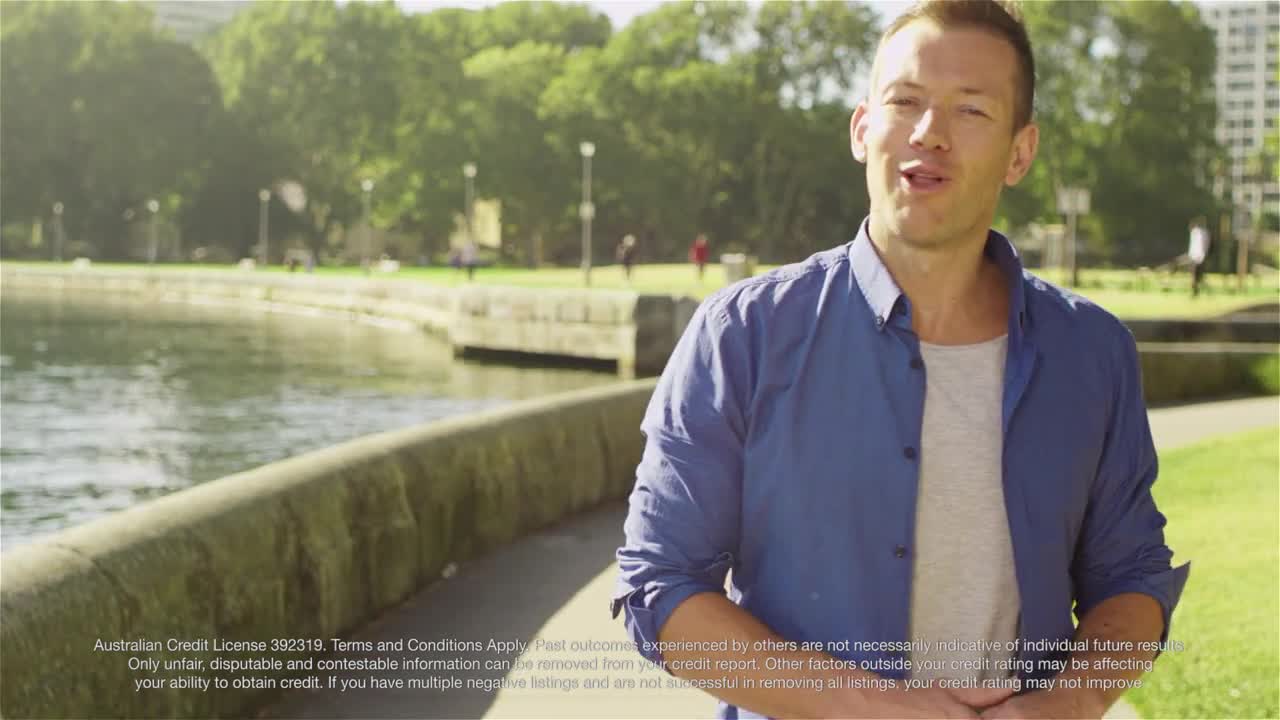 Australian Credit License 392319. Terms and Conditions Apply. Past outcomes experienced by others are not necessarily indicative of individual future results
Only unfair, disputable and contestable information can be removed from your credit report. Other factors outside your credit rating may be affecting
your ability to obtain credit. If you have multiple negative listings and are not successful in removing all listings, your credit rating may not improve